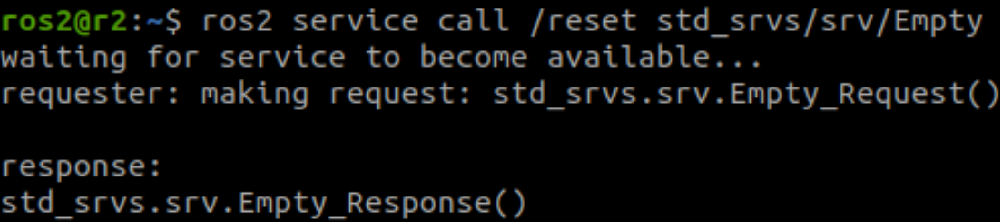 ros2@r2:~$ ros2 service call /reset std_srvs/srv/Empty
waiting for service to become available...
requester: making request: std_srvs.srv.Empty_Request()
response:
std_srvs.srv.Empty_Response()